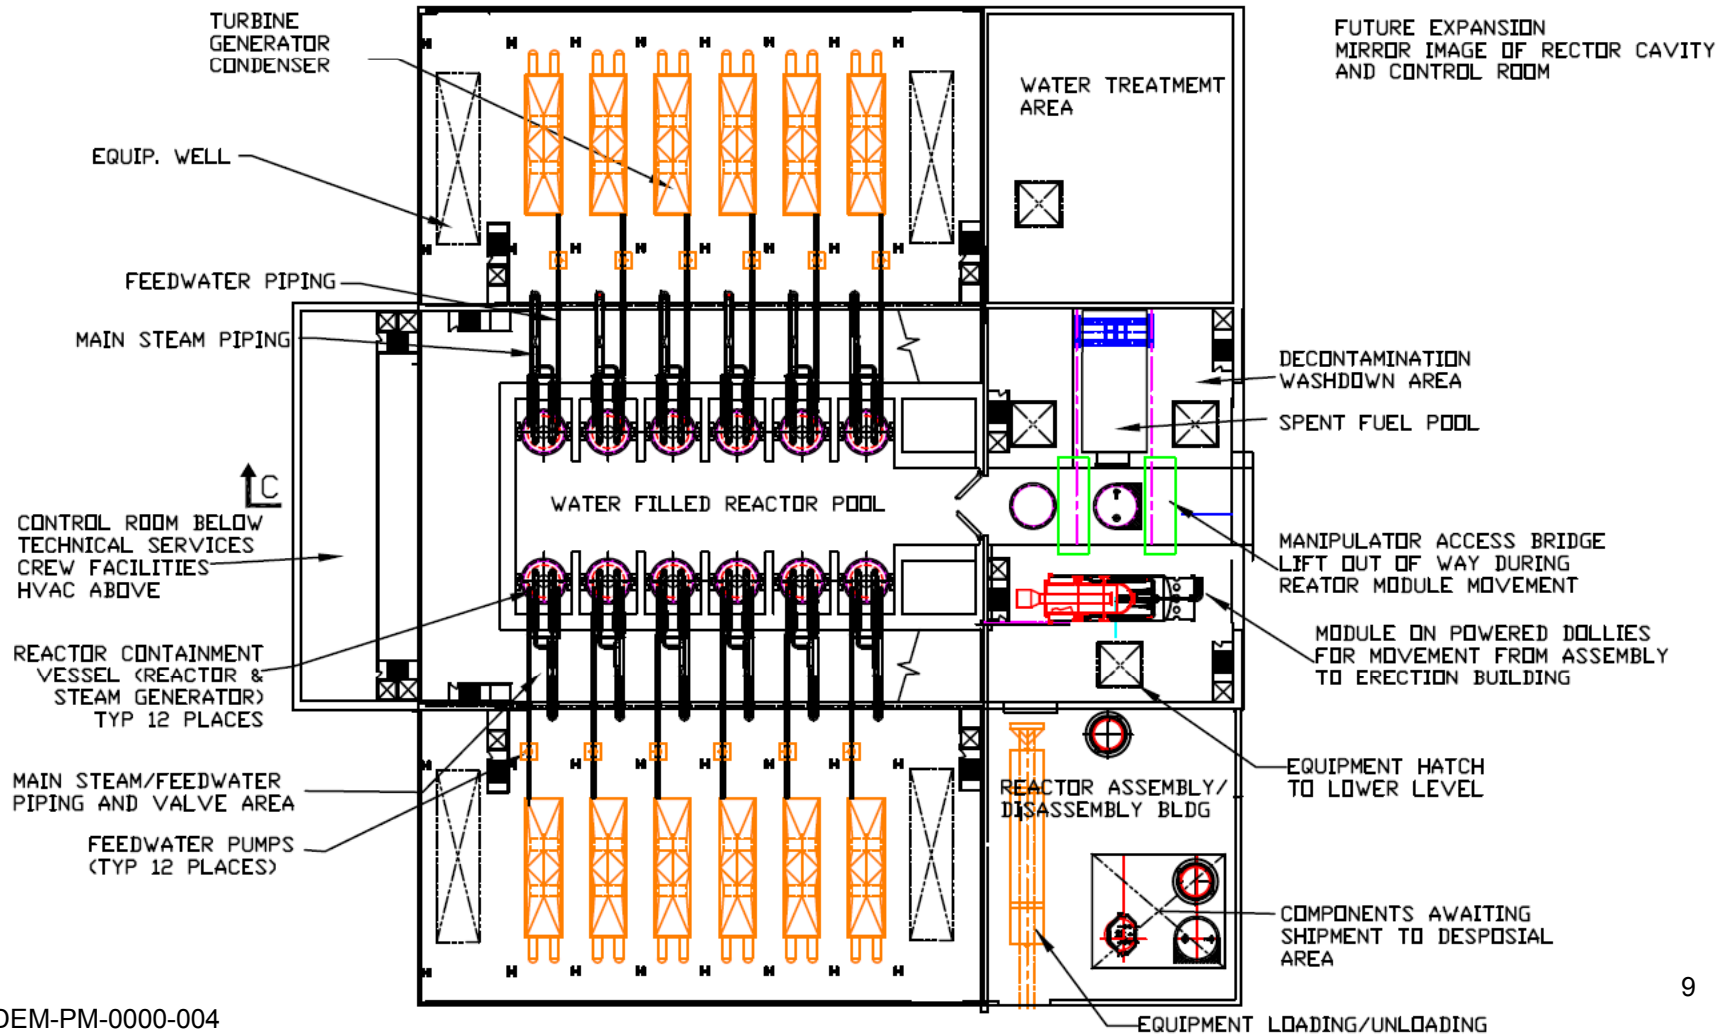 TURBINE
GENERATOR
CONDENSER
FUTURE EXPANSION
MIRROR IMAGE OF RECTOR CAVITY
AND CONTROL ROOM
WATER TREATMEMT
AREA
EQUIP. WELL
FEEDWATER PIPING
MAIN STEAM PIPING
DECONTAMINATION
WASHDOWN AREA
SPENT FUEL POOL
C
WATER FILLED REACTOR POOL
CONTROL ROOM BELOW
TECHNICAL SERVICES
CREW FACILITIES
HVAC ABOVE
MANIPULATOR ACCESS BRIDGE
LIFT OUT OF WAY DURING
REATOR MODULE MOVEMENT
REACTOR CONTAINMENT
VESSEL (REACTOR &
STEAM GENERATOR)
TYP 12 PLACES
MODULE ON POWERED DOLLIES
FOR MOVEMENT FROM ASSEMBLY
TO ERECTION BUILDING
MAIN STEAM/FEEDWATER
PIPING AND VALVE AREA
REACTOR ASSEMBLY/
DISASSEMBLY BLDG
EQUIPMENT HATCH
TO LOWER LEVEL
FEEDWATER PUMPS
(TYP 12 PLACES)
COMPONENTS AWAITING
SHIPMENT TO DESPOSIAL
AREA
9
EQUIPMENT LOADING/UNLOADING
OEM-PM-0000-004